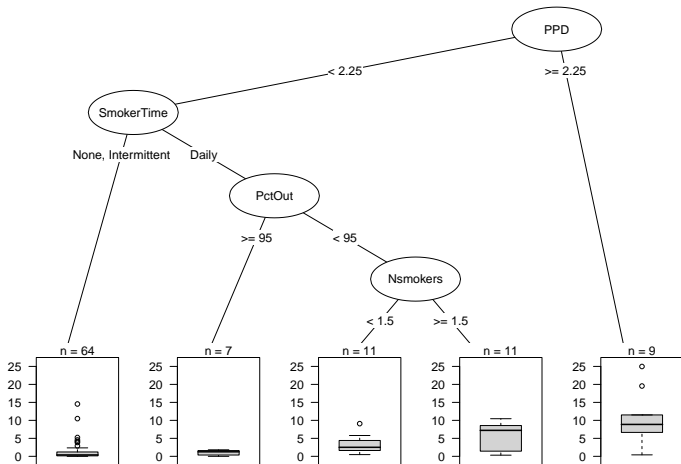 PPD
< 2.25
>= 2.25
SmokerTime
None, Intermittent
Daily
PctOut
>= 95
< 95
Nsmokers
< 1.5
>= 1.5
n = 64
n = 7
n = 11
n = 11
n = 9
25 25 25 25 25
20 20 20 20 20
15 15 15 15 15
10 10 10 10 10
5 5 5 5 5
0 0 0 0 0